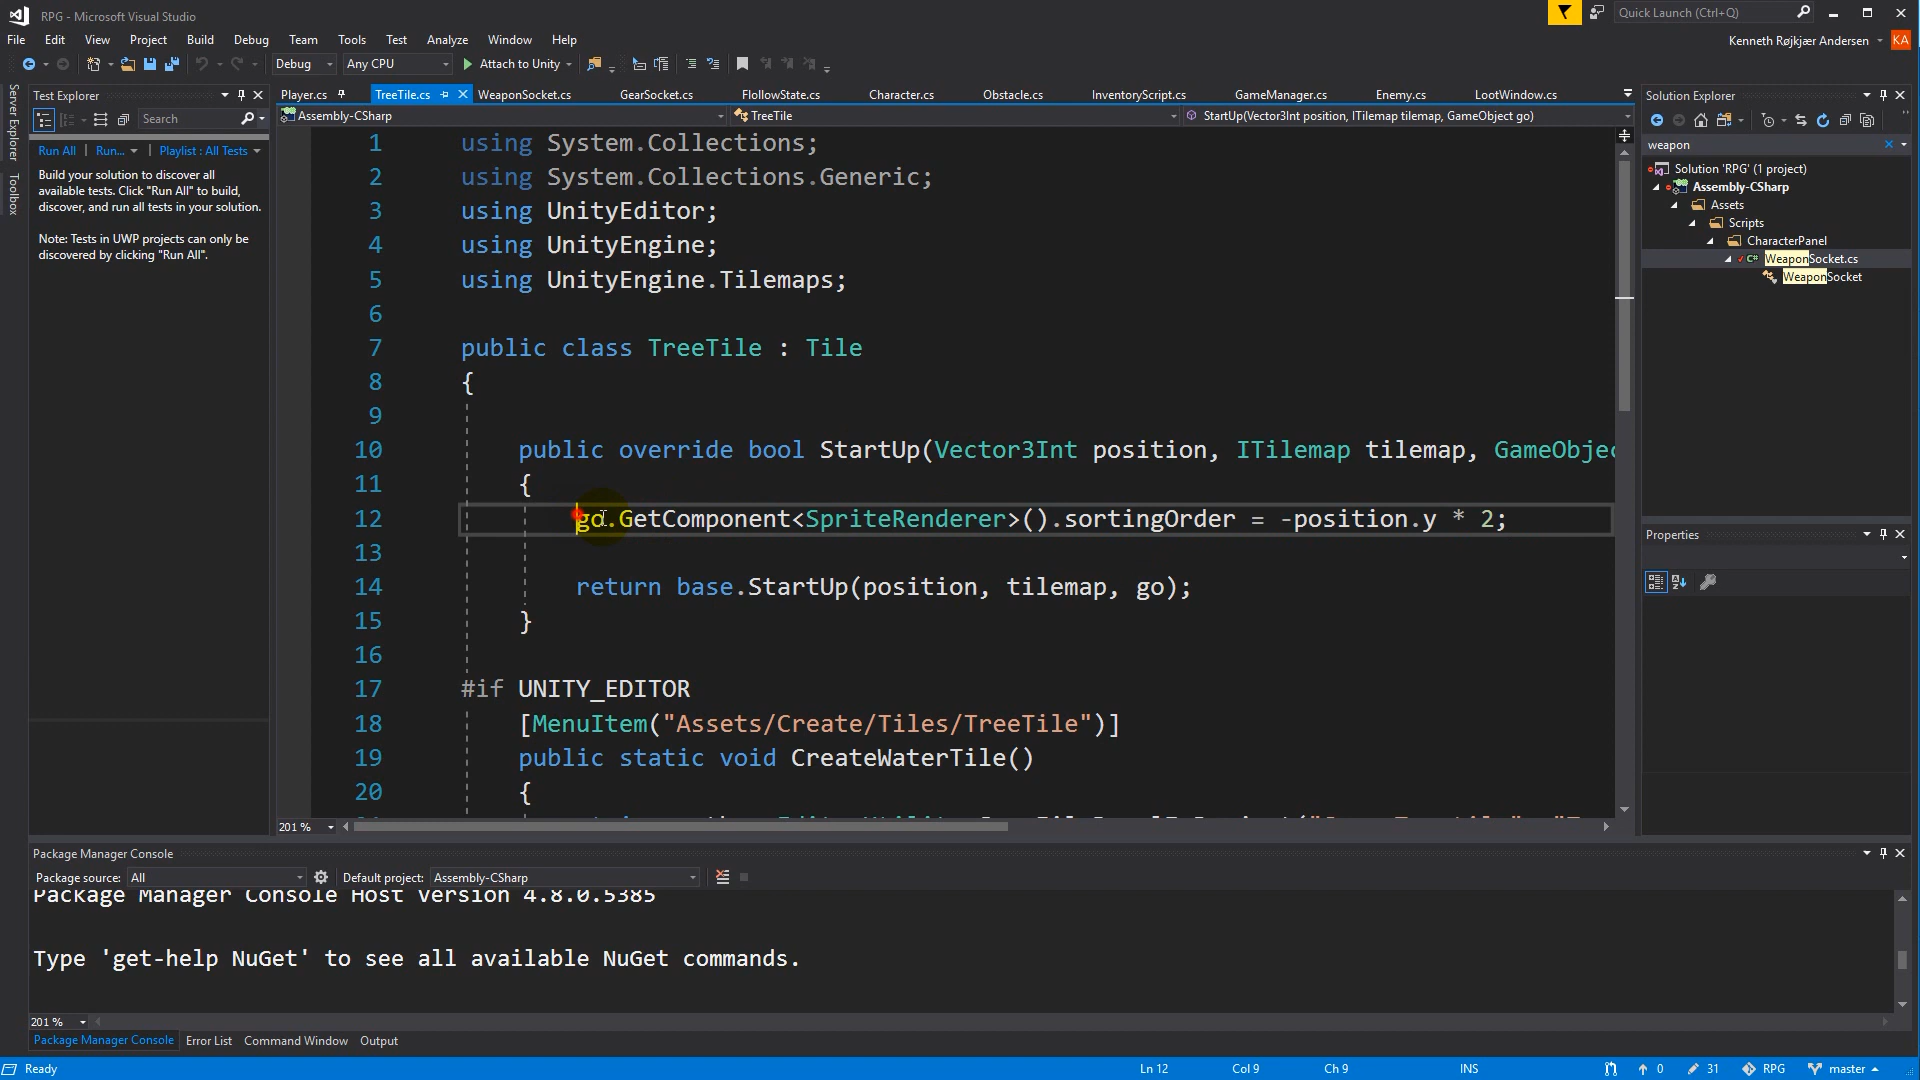 RPG - Microsoft Visual Studio
Quick Launch (Ctrl+Q)
File Edit View Project Build Debug Team Tools Test Analyze Window Help
Kenneth Røjkjær Andersen KA
Debug Any CPU Attach to Unity
Server Explorer
Toolbox
Test Explorer
Search
Run All Run... Playlist : All Tests
Build your solution to discover all
available tests. Click "Run All" to build,
discover, and run all tests in your solution.
Note: Tests in UWP projects can only be
discovered by clicking "Run All".
Player.cs TreeTile.cs WeaponSocket.cs GearSocket.cs FlollowState.cs Character.cs Obstacle.cs InventoryScript.cs GameManager.cs Enemy.cs LootWindow.cs
Assembly-CSharp TreeTile StartUp(Vector3Int position, ITilemap tilemap, GameObject go)
1 using System.Collections;
2 using System.Collections.Generic;
3 using UnityEditor;
4 using UnityEngine;
5 using UnityEngine.Tilemaps;
6
7 public class TreeTile : Tile
8 {
9
10 public override bool StartUp(Vector3Int position, ITilemap tilemap, GameObjec
11 {
12 go.GetComponent<SpriteRenderer>().sortingOrder = -position.y * 2;
13
14 return base.StartUp(position, tilemap, go);
15 }
16
17 #if UNITY_EDITOR
18 [MenuItem("Assets/Create/Tiles/TreeTile")]
19 public static void CreateWaterTile()
20 {
201 %
Solution Explorer
weapon
Solution 'RPG' (1 project)
Assembly-CSharp
Assets
Scripts
CharacterPanel
C# WeaponSocket.cs
WeaponSocket
Properties
Package Manager Console
Package source: All Default project: Assembly-CSharp
Package Manager Console Host Version 4.8.0.5385
Type 'get-help NuGet' to see all available NuGet commands.
201 %
Package Manager Console Error List Command Window Output
Ready Ln 12 Col 9 Ch 9 INS 0 31 RPG master